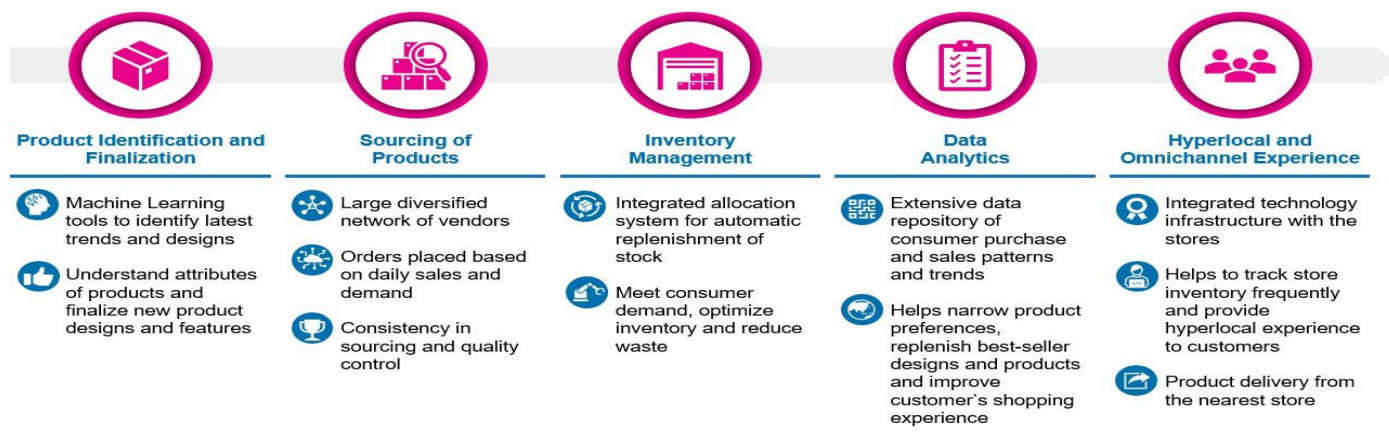 Product Identification and
Finalization
Machine Learning
tools to identify latest
trends and designs
Understand attributes
of products and
finalize new product
designs and features
Sourcing of
Products
Large diversified
network of vendors
Orders placed based
on daily sales and
demand
Consistency in
sourcing and quality
control
Inventory
Management
Integrated allocation
system for automatic
replenishment of
stock
Meet consumer
demand, optimize
inventory and reduce
waste
Data
Analytics
Extensive data
repository of
consumer purchase
and sales patterns
and trends
Helps narrow product
preferences,
replenish best-seller
designs and products
and improve
customer's shopping
experience
Hyperlocal and
Omnichannel Experience
Integrated technology
infrastructure with the
stores
Helps to track store
inventory frequently
and provide
hyperlocal experience
to customers
Product delivery from
the nearest store